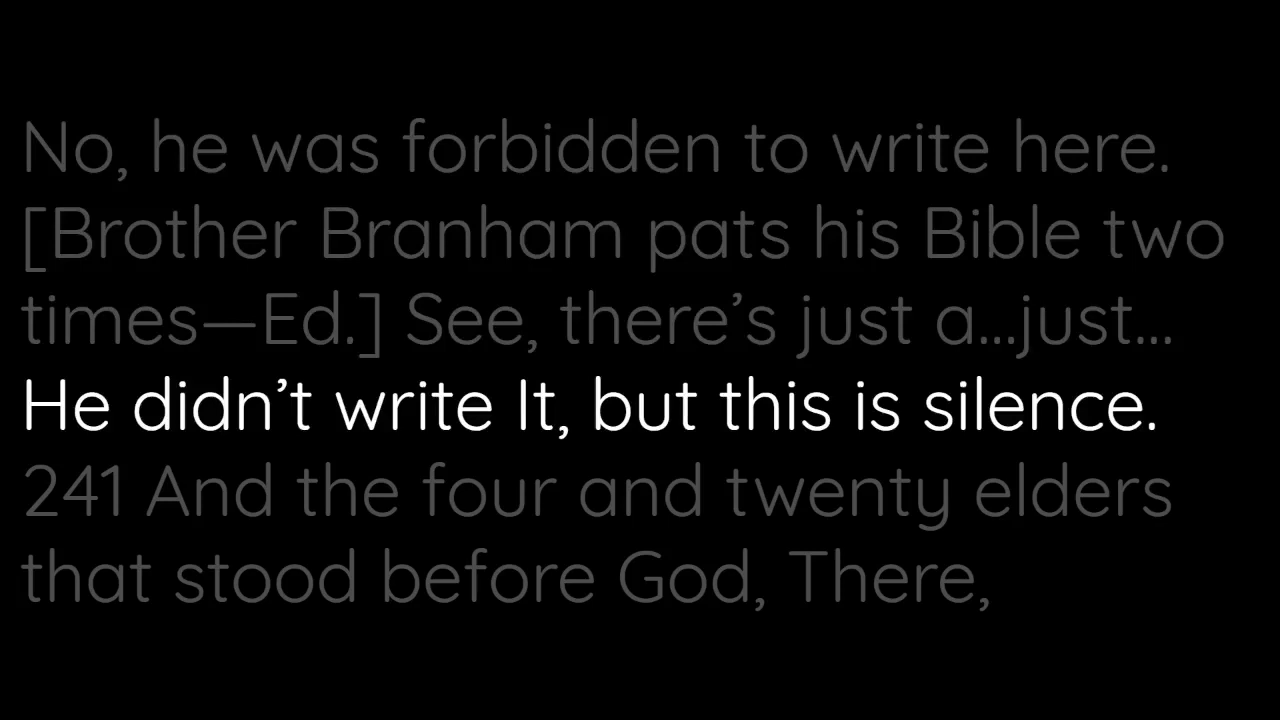 No, he was forbidden to write here.
[Brother Branham pats his Bible two
times—Ed.] See, there’s just a...just...
He didn’t write It, but this is silence.
241 And the four and twenty elders
that stood before God, There,